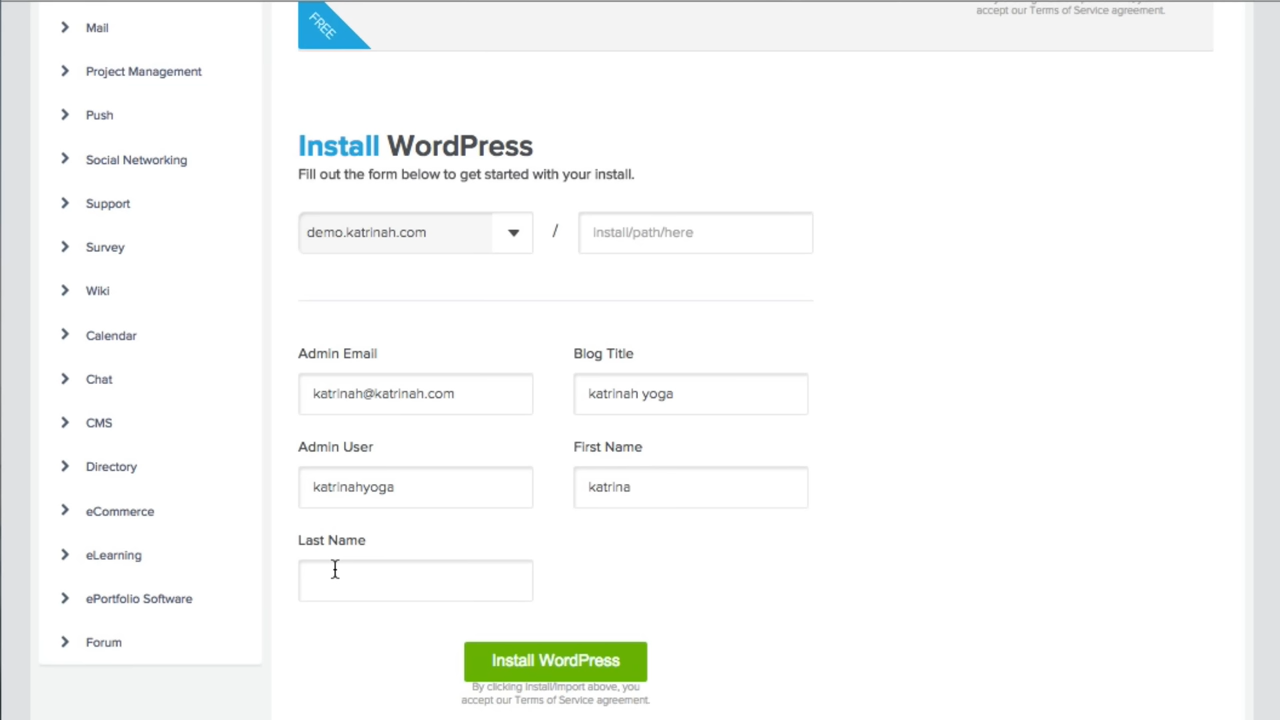 Mail
Project Management
Push
Social Networking
Support
Survey
Wiki
Calendar
Chat
CMS
Directory
eCommerce
eLearning
ePortfolio Software
Forum
FREE
accept our Terms of Service agreement.
Install WordPress
Fill out the form below to get started with your install.
demo.katrinah.com / install/path/here
Admin Email Blog Title
katrinah@katrinah.com katrinah yoga
Admin User First Name
katrinahyoga katrina
Last Name
Install WordPress
By clicking Install/Import above, you
accept our Terms of Service agreement.